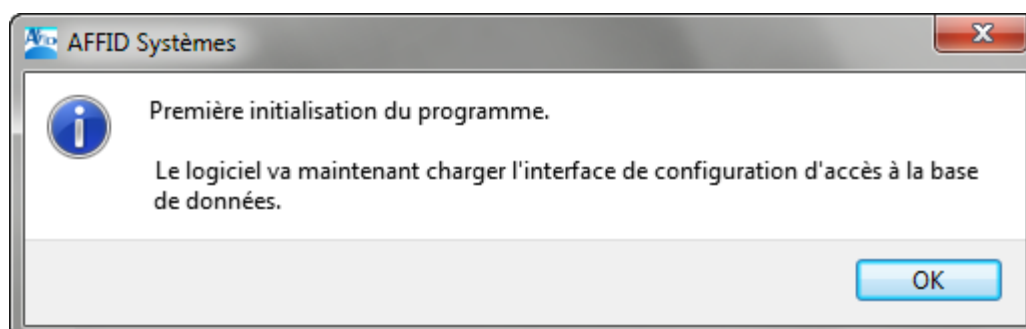 AFFID Systèmes
Première initialisation du programme.
Le logiciel va maintenant charger l'interface de configuration d'accès à la base
de données.
OK